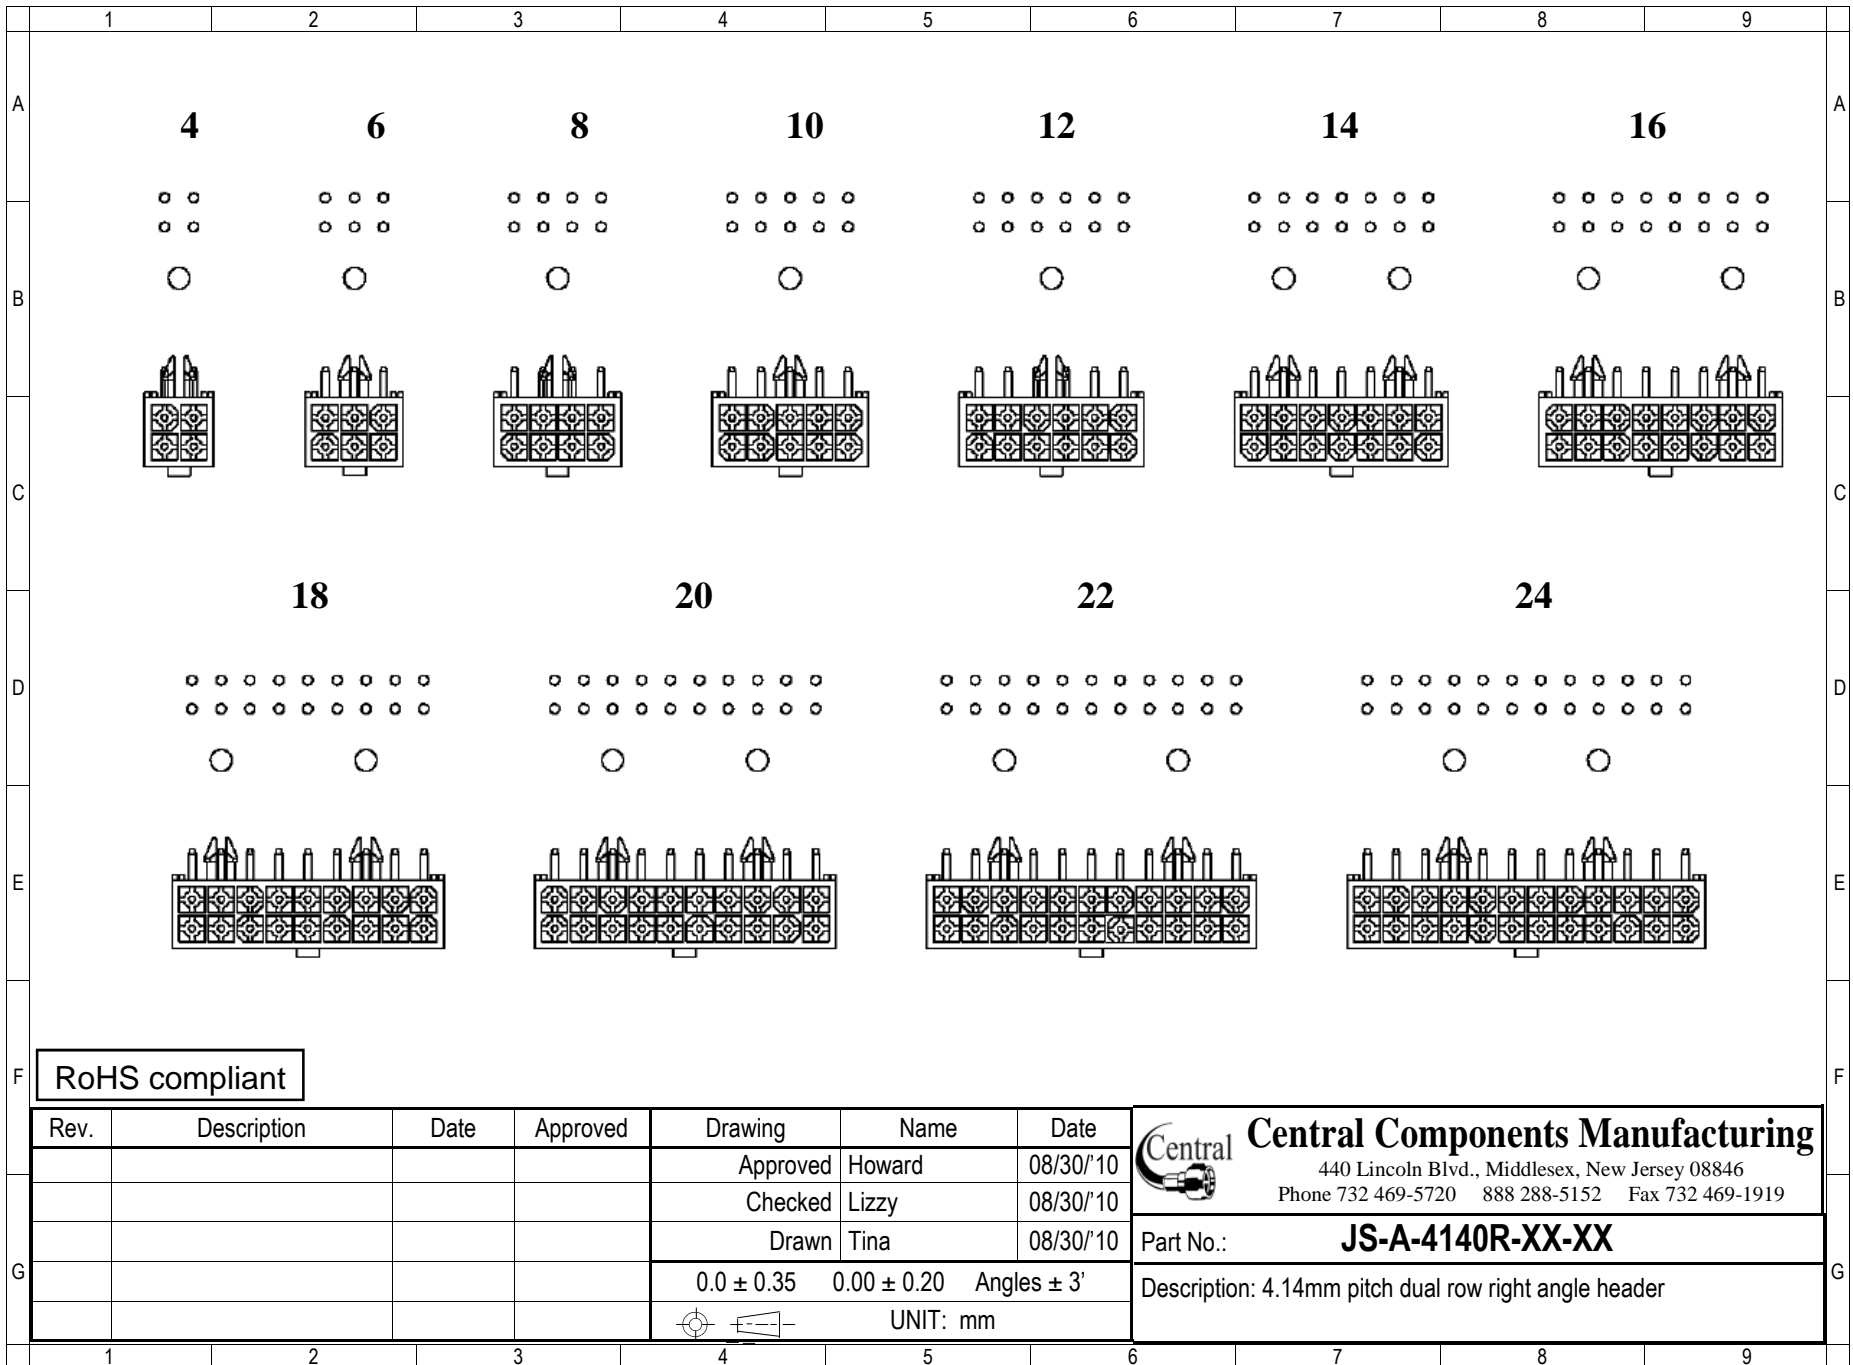 1 2 3 4 5 6 7 8 9
A A
4 6 8 10 12 14 16
B B
C C
18 20 22 24
D D
E E
F F
RoHS compliant
Rev. Description Date Approved
Drawing Name Date
Approved Howard 08/30/'10
Checked Lizzy 08/30/'10
Drawn Tina 08/30/'10
0.0 ± 0.35 0.00 ± 0.20 Angles ± 3'
UNIT: mm
Central
Central Components Manufacturing
440 Lincoln Blvd., Middlesex, New Jersey 08846
Phone 732 469-5720 888 288-5152 Fax 732 469-1919
Part No.: JS-A-4140R-XX-XX
Description: 4.14mm pitch dual row right angle header
G G
1 2 3 4 5 6 7 8 9